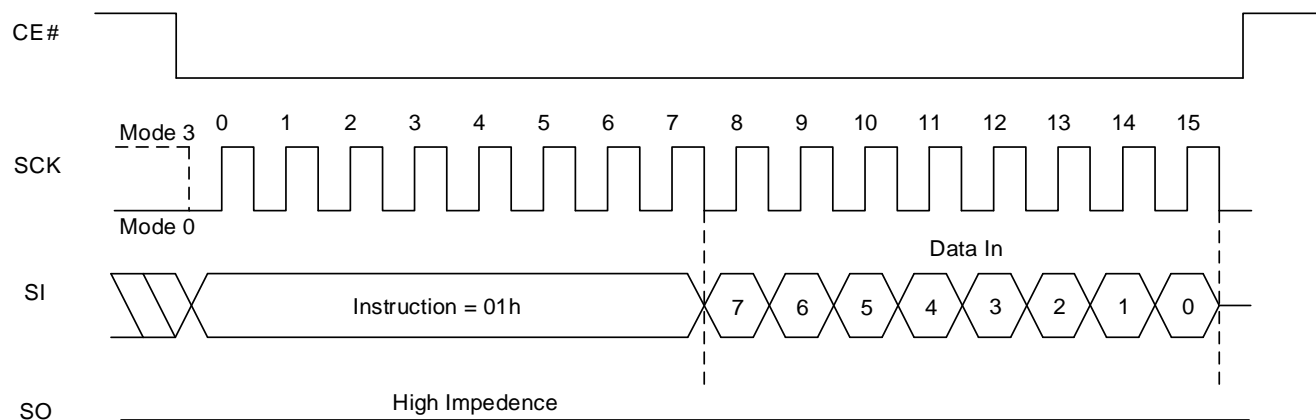 CE#
0 1 2 3 4 5 6 7 8 9 10 11 12 13 14 15
Mode 3
SCK
Mode 0
Data In
SI
Instruction = 01h
7 6 5 4 3 2 1 0
High Impedence
SO